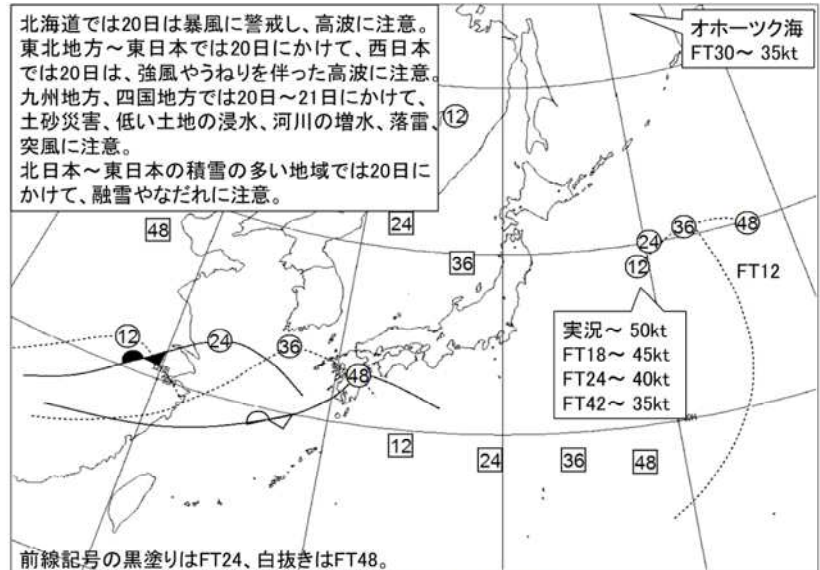 北海道では20日は暴風に警戒し、高波に注意。
東北地方～東日本では20日にかけて、西日本
では20日は、強風やうねりを伴った高波に注意。
九州地方、四国地方では20日～21日にかけて、
土砂災害、低い土地の浸水、河川の増水、落雷、
突風に注意。
北日本～東日本の積雪の多い地域では20日に
かけて、融雪やなだれに注意。
オホーツク海
FT30～ 35kt
12
48
24
36
24
36
48
12
FT12
実況～ 50kt
FT18～ 45kt
FT24～ 40kt
FT42～ 35kt
12
24
36
48
12
24
36
48
前線記号の黒塗りはFT24、白抜きはFT48。